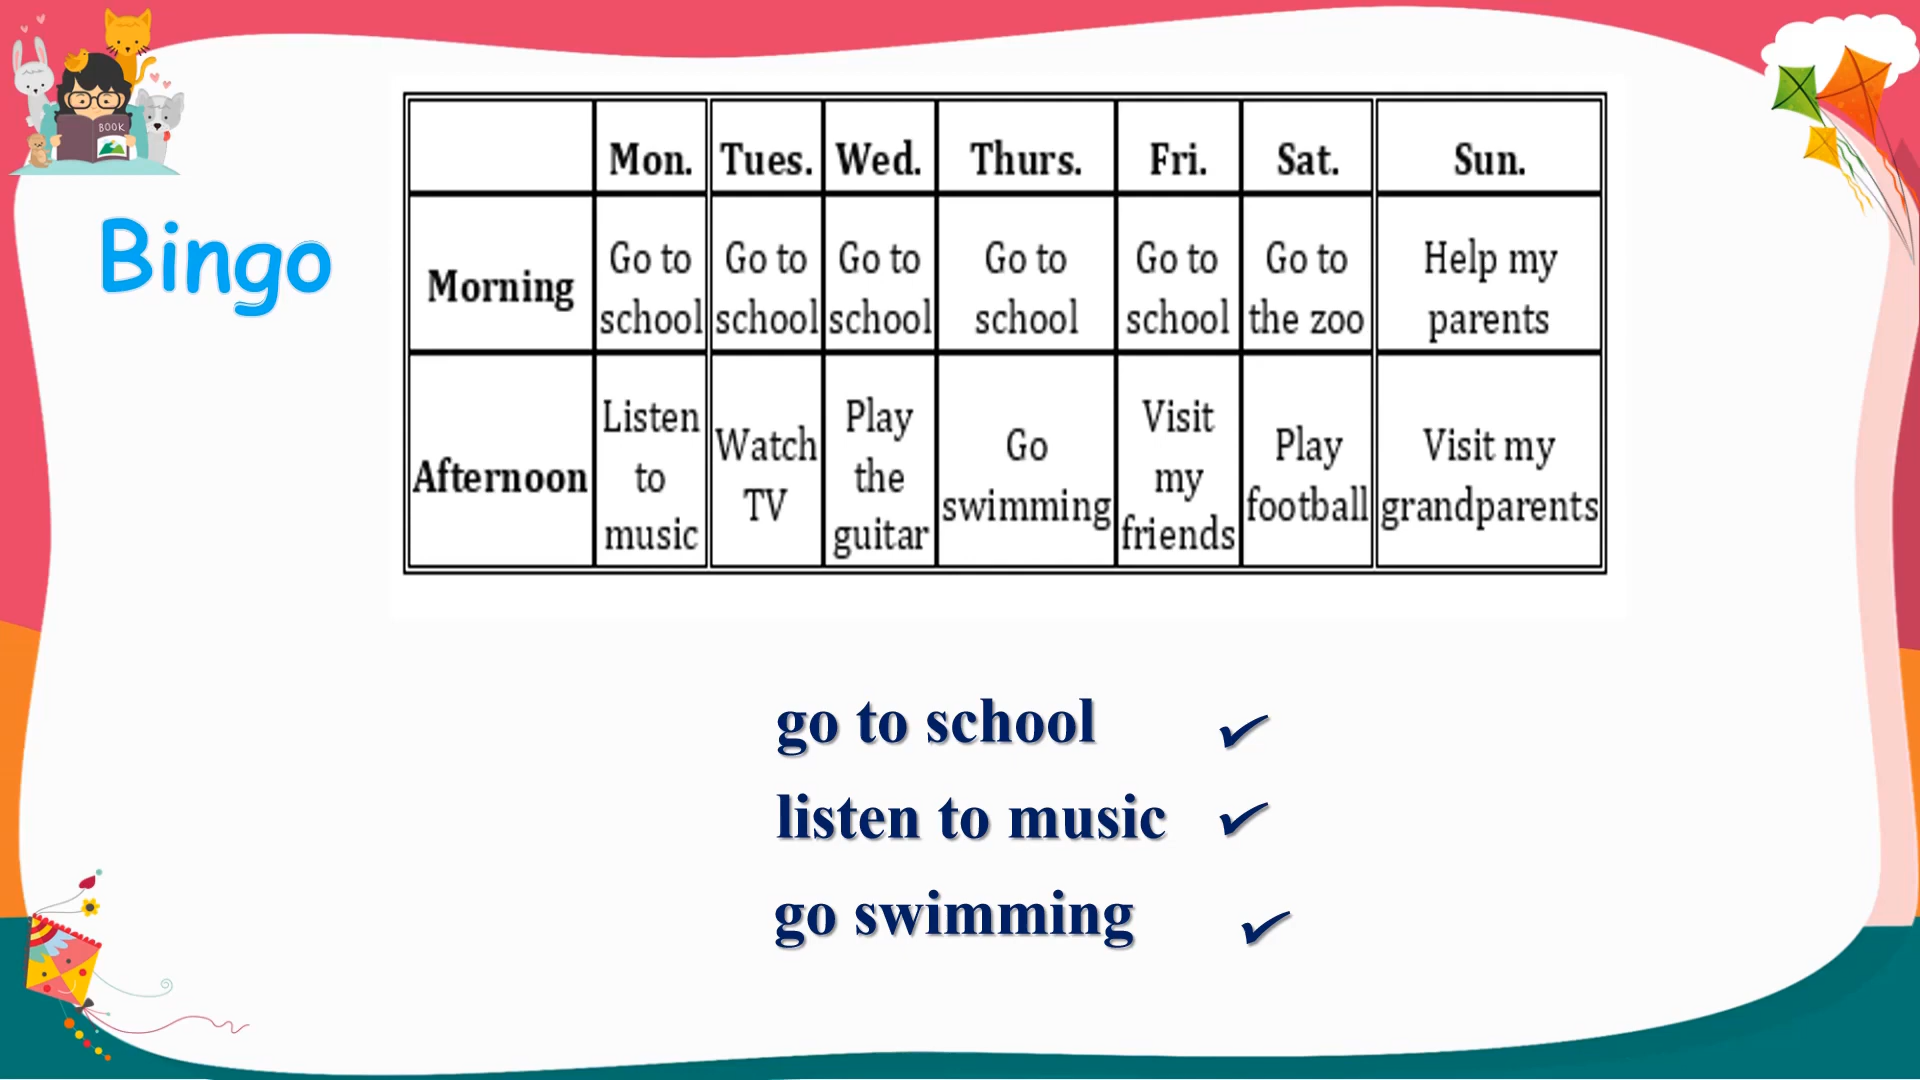 BOOK
Bingo
Mon. Tues. Wed. Thurs. Fri. Sat. Sun.
Morning
Go to
school
Go to
school
Go to
school
Go to
school
Go to
school
Go to
the zoo
Help my
parents
Afternoon
Listen
to
music
Watch
TV
Play
the
guitar
Go
swimming
Visit
my
friends
Play
football
Visit my
grandparents
go to school ✓
listen to music ✓
go swimming ✓